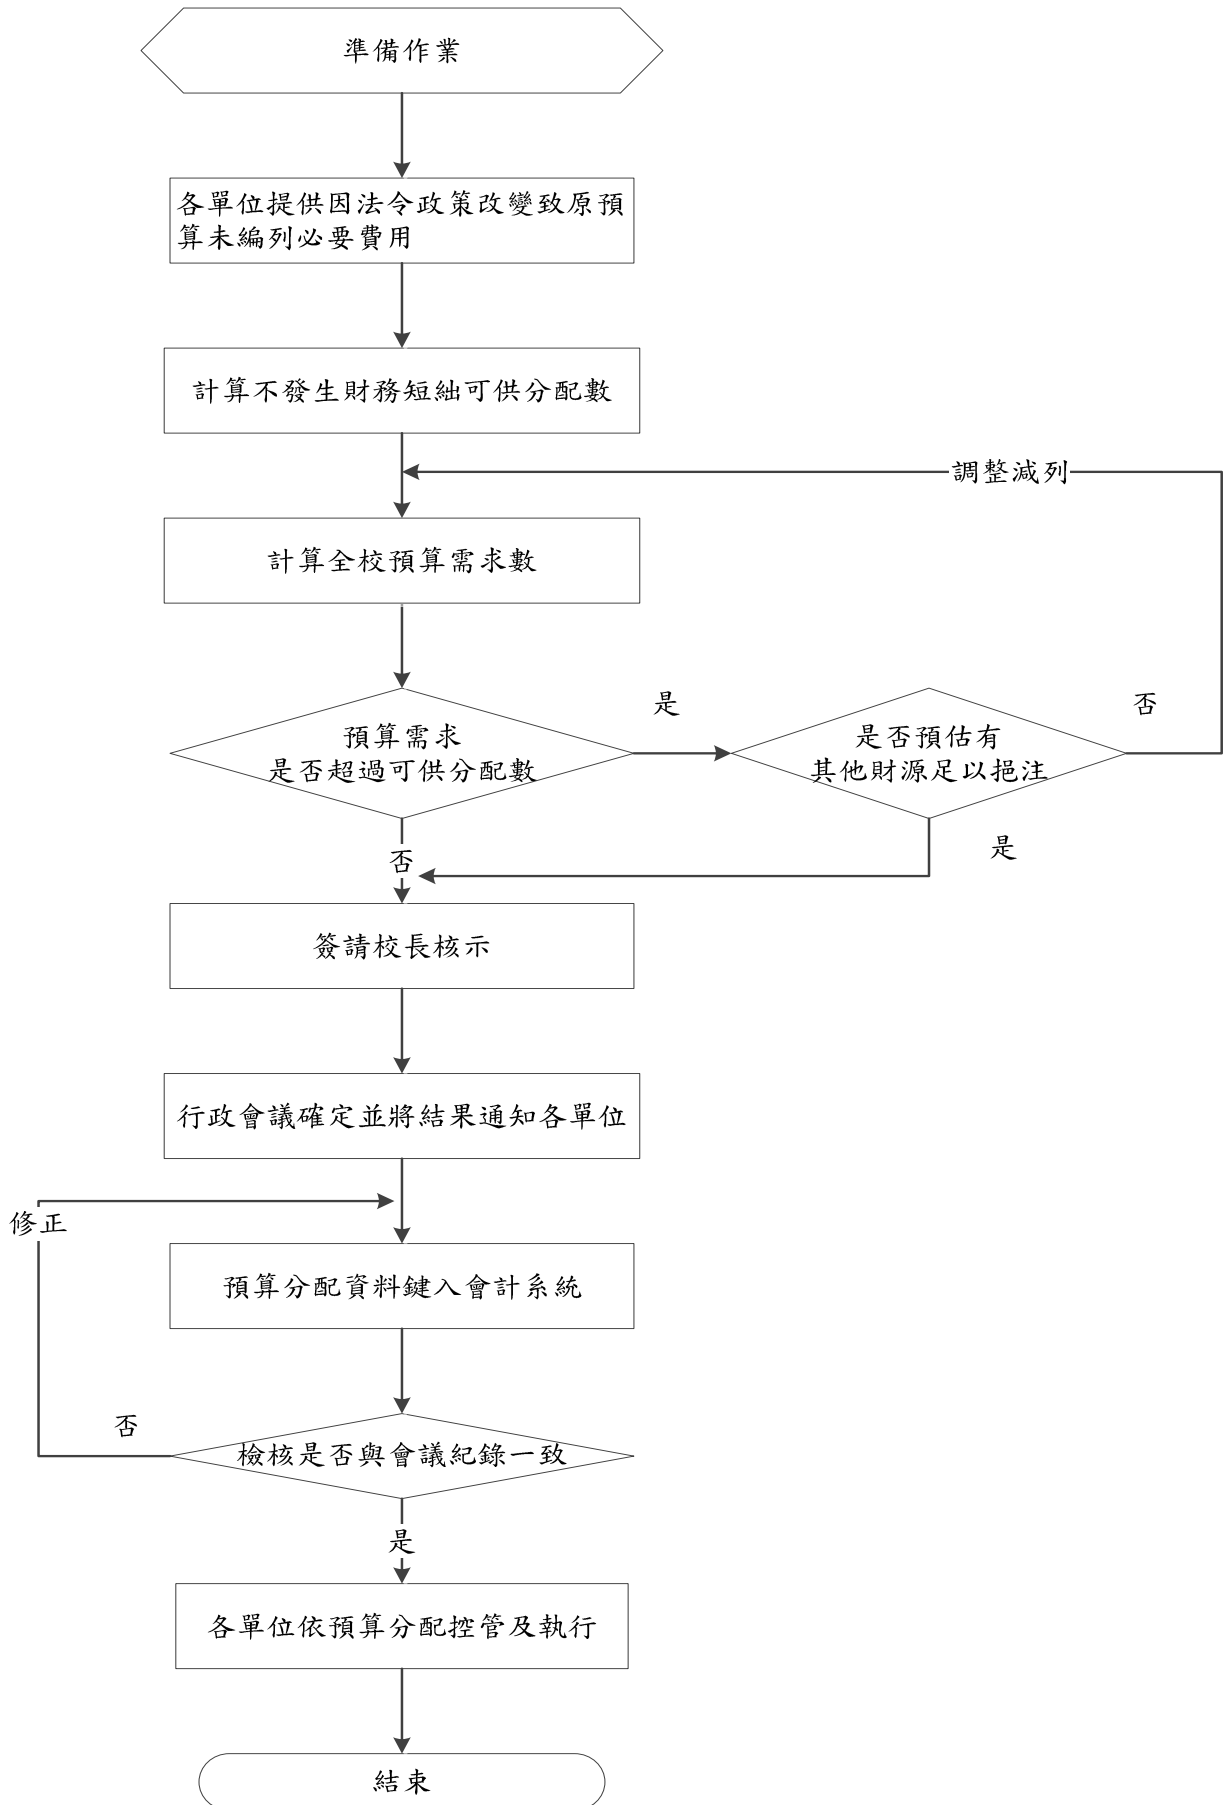 準備作業
各單位提供因法令政策改變致原預
算未編列必要費用
計算不發生財務短絀可供分配數
調整減列
計算全校預算需求數
預算需求
是否超過可供分配數
是
是否預估有
其他財源足以挹注
否
否
是
簽請校長核示
行政會議確定並將結果通知各單位
修正
預算分配資料鍵入會計系統
否
檢核是否與會議紀錄一致
是
各單位依預算分配控管及執行
結束